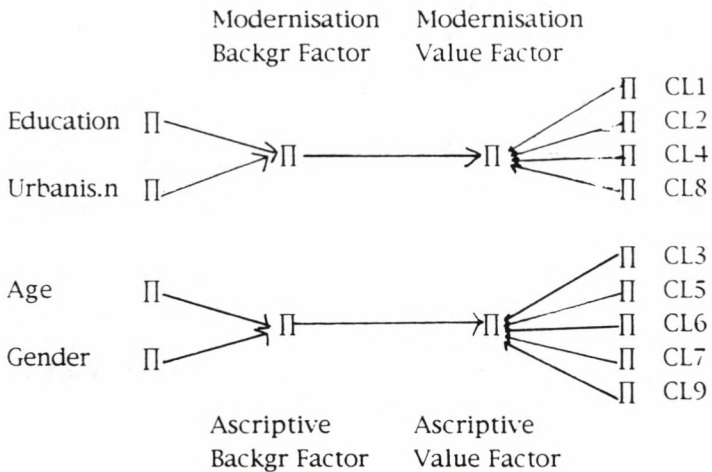 Modernisation Modernisation
Backgr Factor Value Factor
∏ CL1
Education ∏ ∏ CL2
∏ ∏ ∏ CL4
Urbanis.n ∏ ∏ CL8
∏ CL3
Age ∏ ∏ CL5
∏ ∏ ∏ CL6
Gender ∏ ∏ CL7
∏ CL9
Ascriptive Ascriptive
Backgr Factor Value Factor